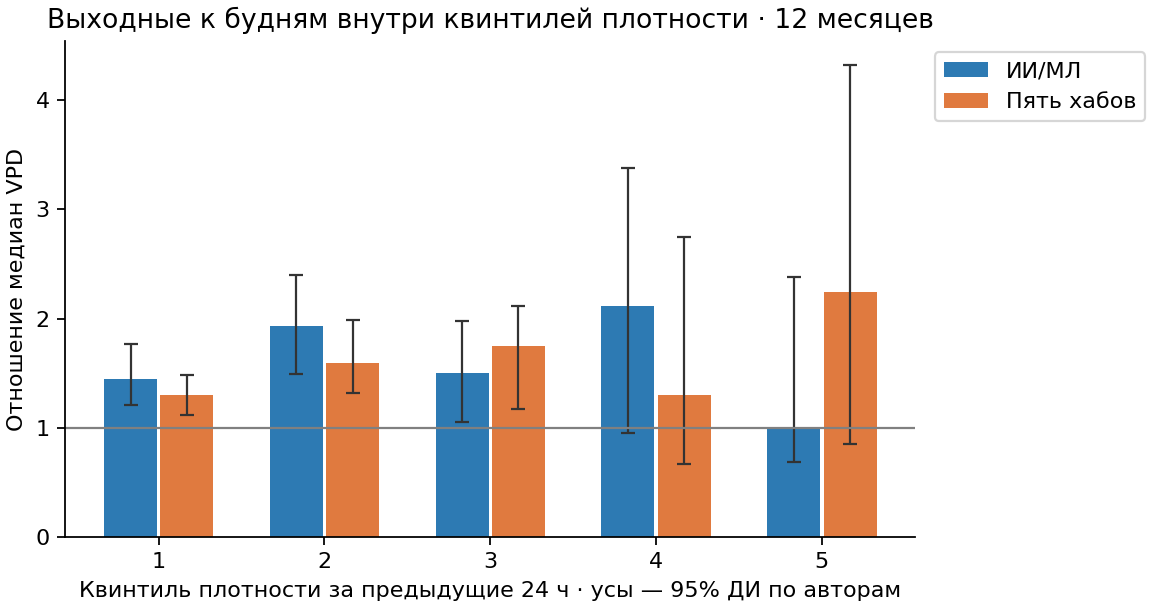 Выходные к будням внутри квинтилей плотности · 12 месяцев
ИИ/МЛ
Пять хабов
Отношение медиан VPD
4
3
2
1
0
1 2 3 4 5
Квинтиль плотности за предыдущие 24 ч · усы — 95% ДИ по авторам